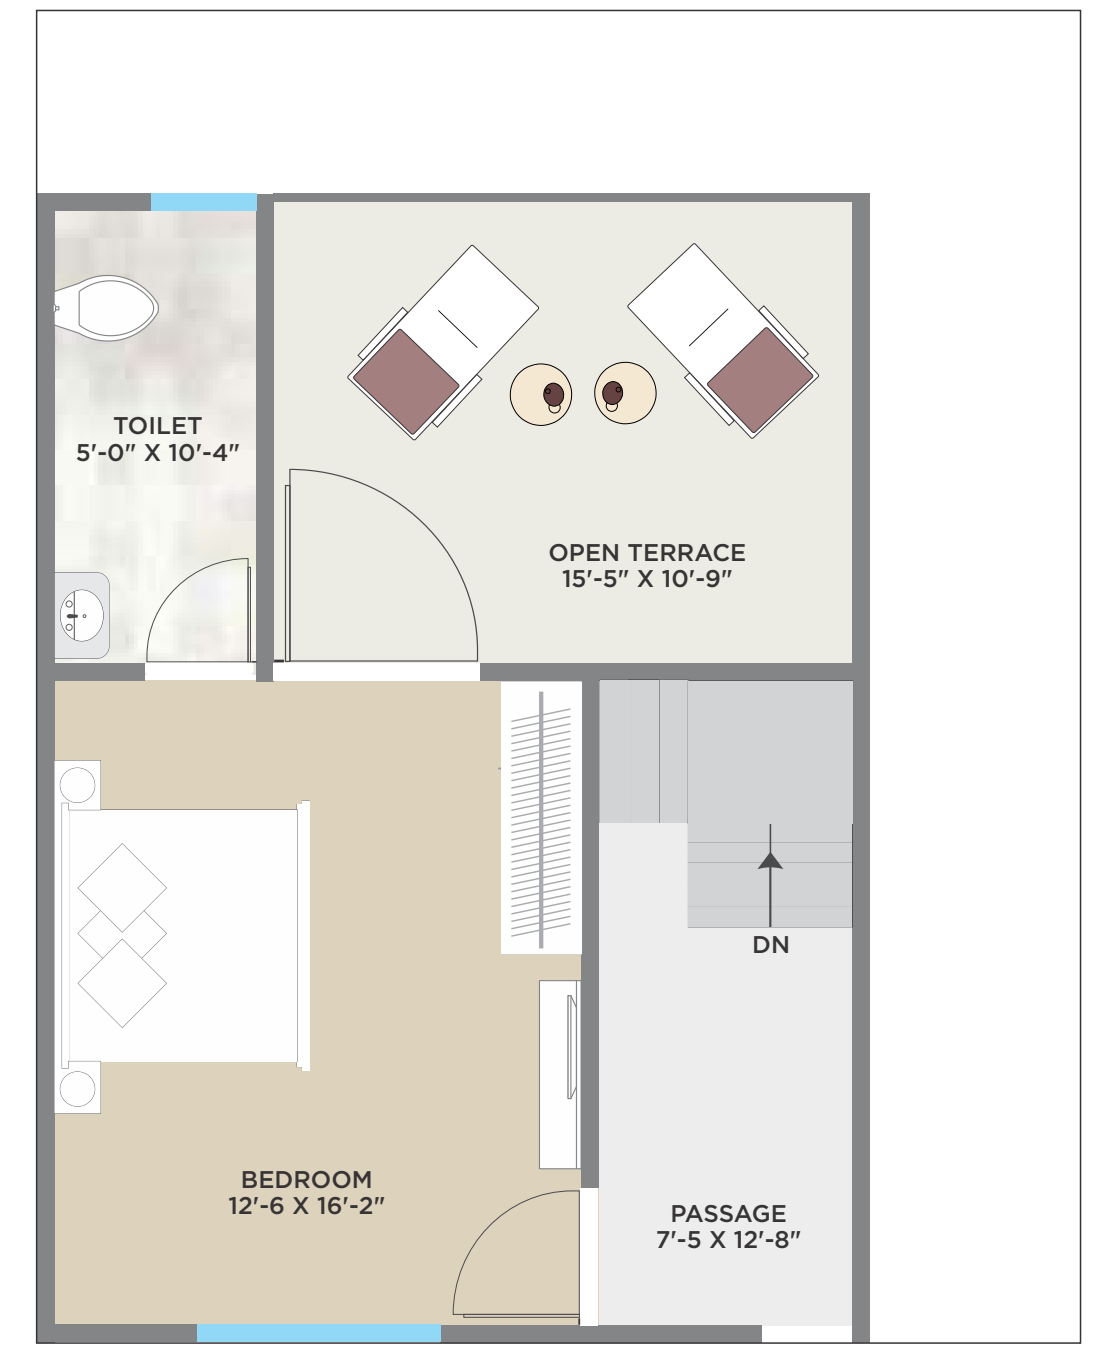 TOILET
5'-0" X 10'-4"
OPEN TERRACE
15'-5" X 10'-9"
DN
BEDROOM
12'-6 X 16'-2"
PASSAGE
7'-5 X 12'-8"